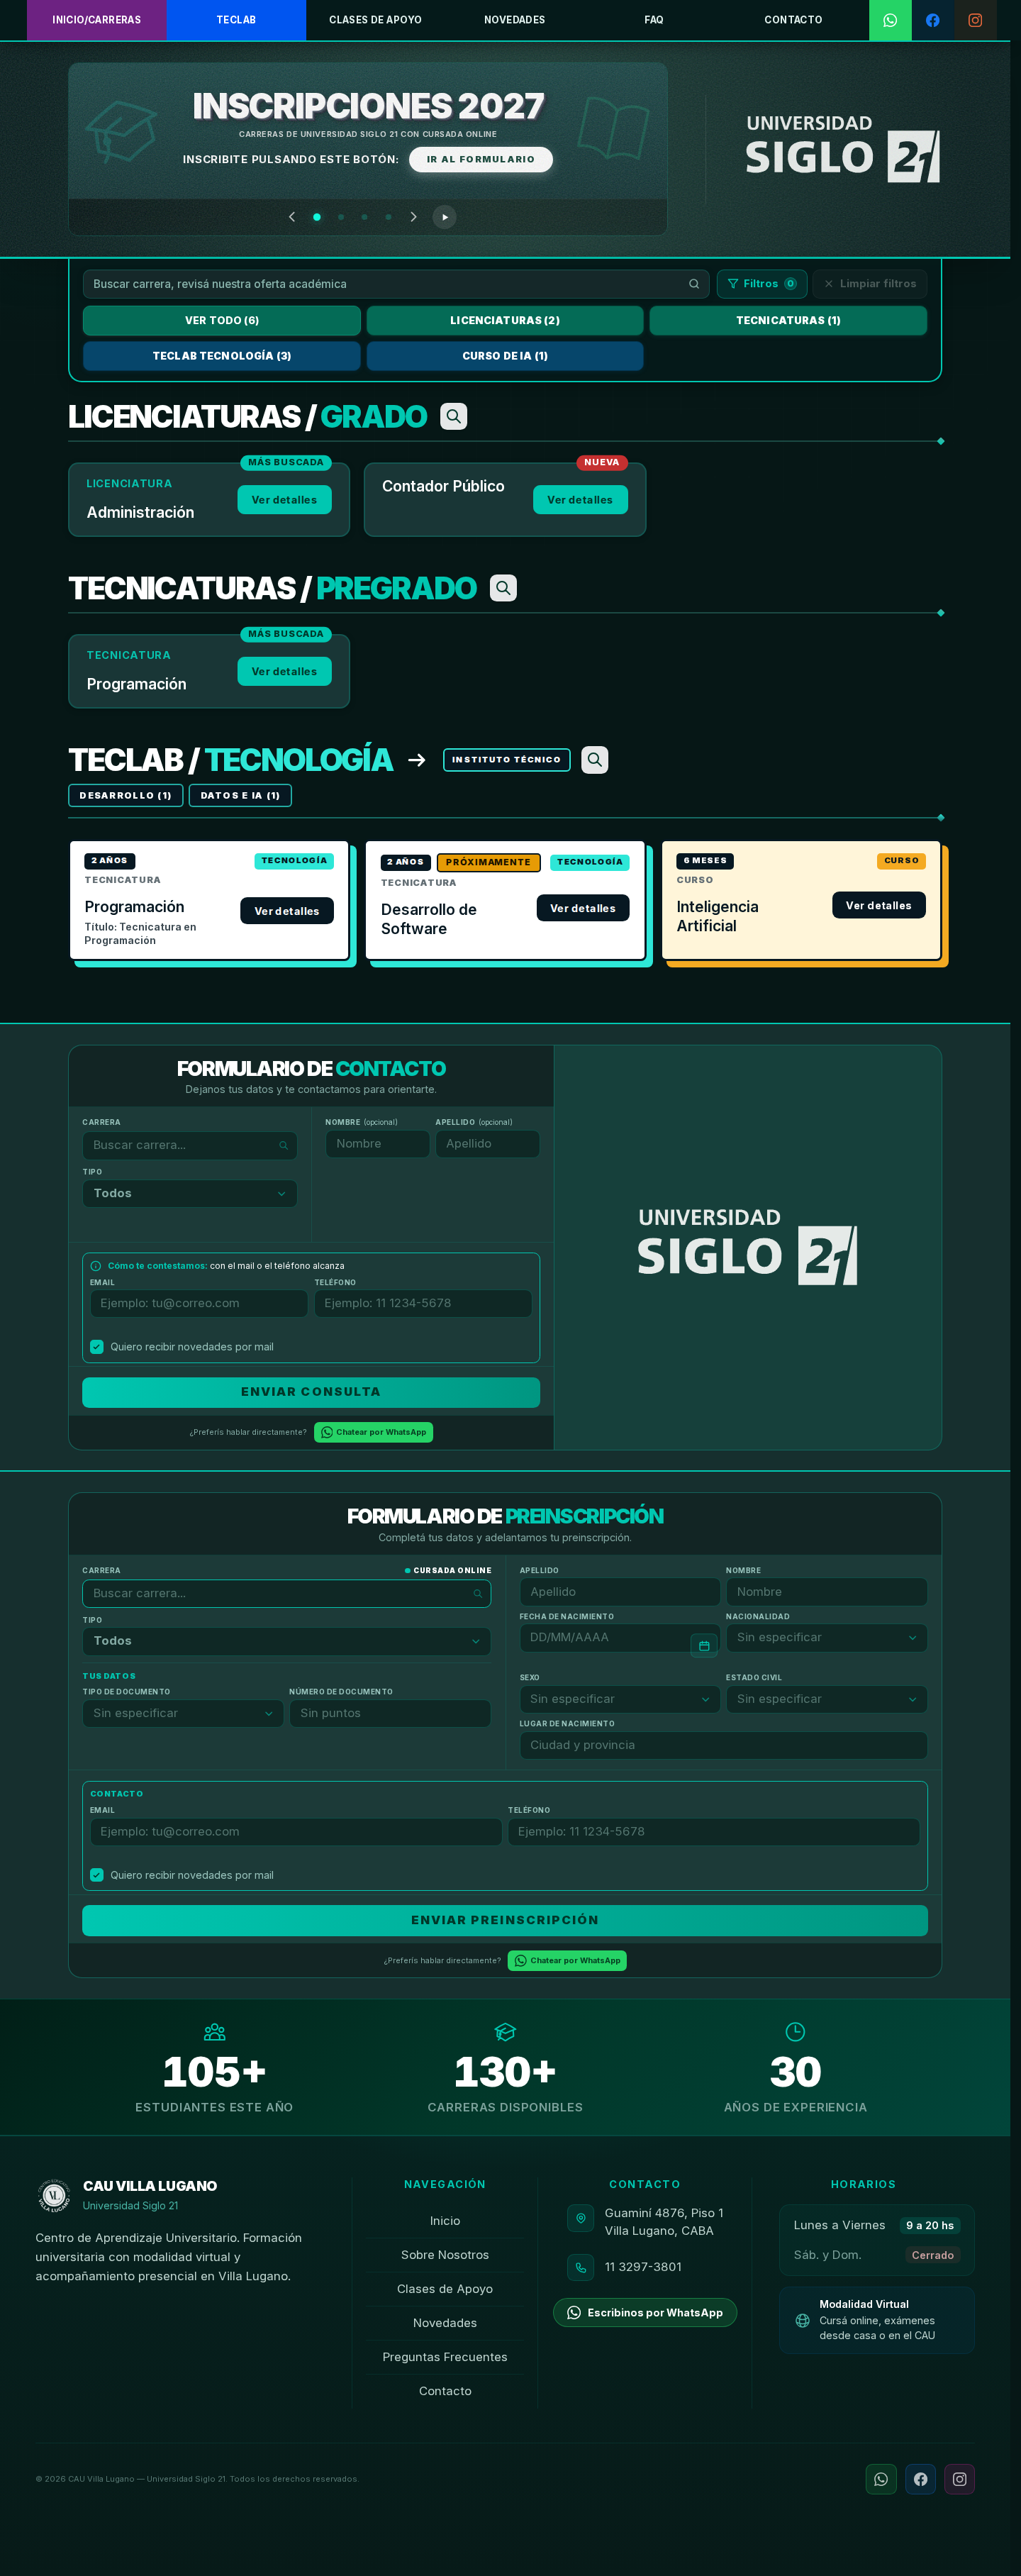 INICIO/CARRERAS
TECLAB
CLASES DE APOYO
NOVEDADES
FAQ
CONTACTO
INSCRIPCIONES 2027
CARRERAS DE UNIVERSIDAD SIGLO 21 CON CURSADA ONLINE
INSCRIBITE PULSANDO ESTE BOTÓN:
IR AL FORMULARIO
UNIVERSIDAD
SIGLO 21
Buscar carrera, revisá nuestra oferta académica
Filtros 0
Limpiar filtros
VER TODO (6)
LICENCIATURAS (2)
TECNICATURAS (1)
TECLAB TECNOLOGÍA (3)
CURSO DE IA (1)
LICENCIATURAS / GRADO
MÁS BUSCADA
LICENCIATURA
Administración
Ver detalles
NUEVA
Contador Público
Ver detalles
TECNICATURAS / PREGRADO
MÁS BUSCADA
TECNICATURA
Programación
Ver detalles
TECLAB / TECNOLOGÍA
INSTITUTO TÉCNICO
DESARROLLO (1)
DATOS E IA (1)
2 AÑOS
TECNOLOGÍA
TECNICATURA
Programación
Título: Tecnicatura en
Programación
Ver detalles
2 AÑOS
PRÓXIMAMENTE
TECNOLOGÍA
TECNICATURA
Desarrollo de
Software
Ver detalles
6 MESES
CURSO
CURSO
Inteligencia
Artificial
Ver detalles
FORMULARIO DE CONTACTO
Dejanos tus datos y te contactamos para orientarte.
CARRERA
Buscar carrera...
TIPO
Todos
NOMBRE (opcional)
Nombre
APELLIDO (opcional)
Apellido
Cómo te contestamos: con el mail o el teléfono alcanza
EMAIL
Ejemplo: tu@correo.com
TELÉFONO
Ejemplo: 11 1234-5678
Quiero recibir novedades por mail
ENVIAR CONSULTA
¿Preferís hablar directamente?
Chatear por WhatsApp
UNIVERSIDAD
SIGLO 21
FORMULARIO DE PREINSCRIPCIÓN
Completá tus datos y adelantamos tu preinscripción.
CARRERA
CURSADA ONLINE
Buscar carrera...
TIPO
Todos
TUS DATOS
TIPO DE DOCUMENTO
Sin especificar
NÚMERO DE DOCUMENTO
Sin puntos
APELLIDO
Apellido
NOMBRE
Nombre
FECHA DE NACIMIENTO
DD/MM/AAAA
NACIONALIDAD
Sin especificar
SEXO
Sin especificar
ESTADO CIVIL
Sin especificar
LUGAR DE NACIMIENTO
Ciudad y provincia
CONTACTO
EMAIL
Ejemplo: tu@correo.com
TELÉFONO
Ejemplo: 11 1234-5678
Quiero recibir novedades por mail
ENVIAR PREINSCRIPCIÓN
¿Preferís hablar directamente?
Chatear por WhatsApp
105+
ESTUDIANTES ESTE AÑO
130+
CARRERAS DISPONIBLES
30
AÑOS DE EXPERIENCIA
CAU VILLA LUGANO
Universidad Siglo 21
Centro de Aprendizaje Universitario. Formación
universitaria con modalidad virtual y
acompañamiento presencial en Villa Lugano.
NAVEGACIÓN
Inicio
Sobre Nosotros
Clases de Apoyo
Novedades
Preguntas Frecuentes
Contacto
CONTACTO
Guaminí 4876, Piso 1
Villa Lugano, CABA
11 3297-3801
Escribinos por WhatsApp
HORARIOS
Lunes a Viernes
9 a 20 hs
Sáb. y Dom.
Cerrado
Modalidad Virtual
Cursá online, exámenes
desde casa o en el CAU
© 2026 CAU Villa Lugano — Universidad Siglo 21. Todos los derechos reservados.